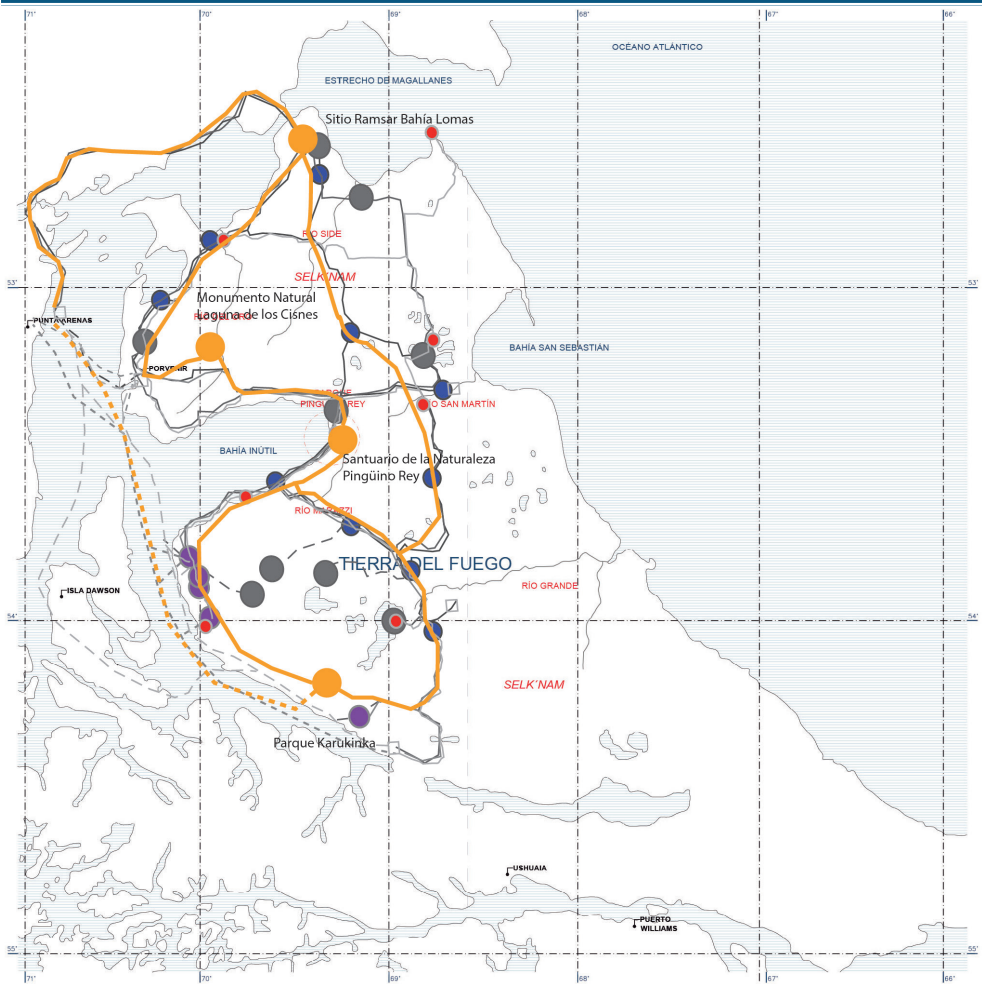 71°
70°
69°
68°
67°
66°
OCÉANO ATLÁNTICO
ESTRECHO DE MAGALLANES
Sitio Ramsar Bahía Lomas
RÍO SIDE
SELK'NAM
53°
53°
Monumento Natural
Laguna de los Cisnes
PUNTA ARENAS
BAHÍA SAN SEBASTIÁN
PORVENIR
PINGÜINO REY
SAN MARTÍN
BAHÍA INÚTIL
Santuario de la Naturaleza
Pingüino Rey
RÍO
TIERRA DEL FUEGO
RÍO GRANDE
ISLA DAWSON
54°
54°
SELK'NAM
Parque Karukinka
USHUAIA
PUERTO
WILLIAMS
55°
55°
71°
70°
69°
68°
67°
66°